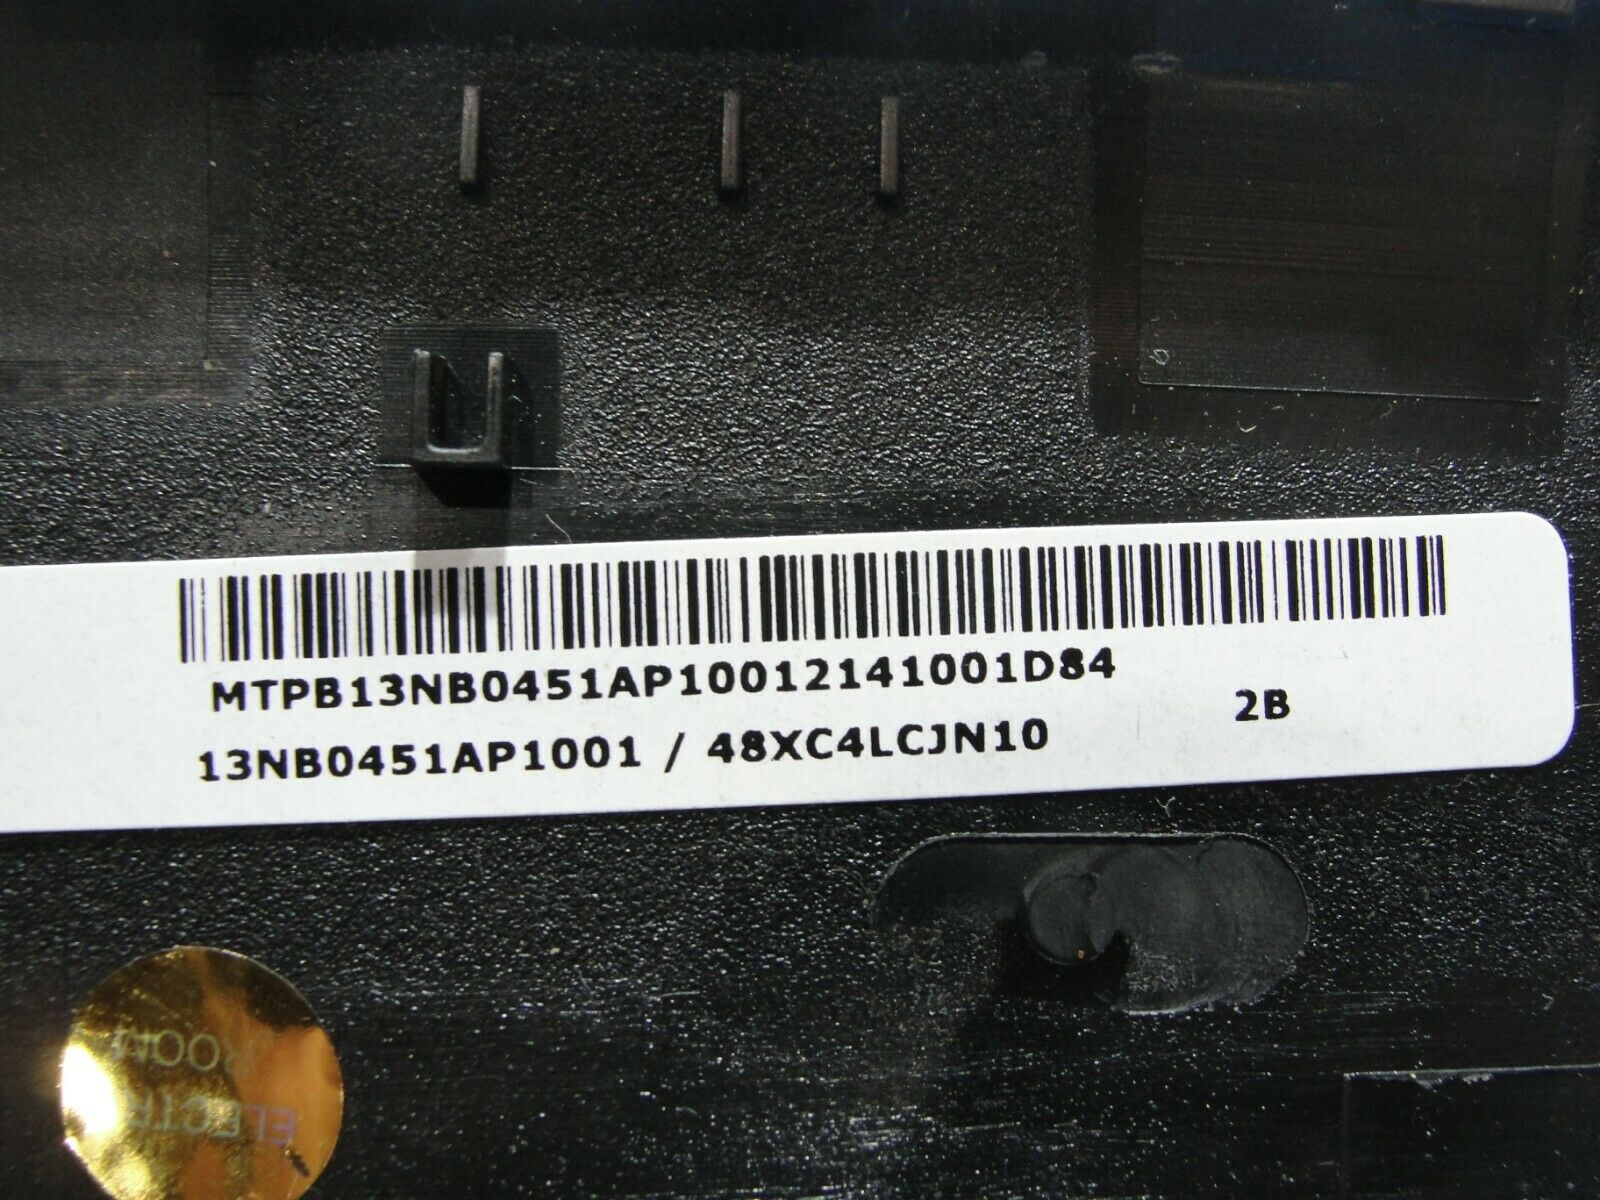 MTPB13NB0451AP10012141001D84
13NB0451AP1001 / 48XC4LCJN10
2B